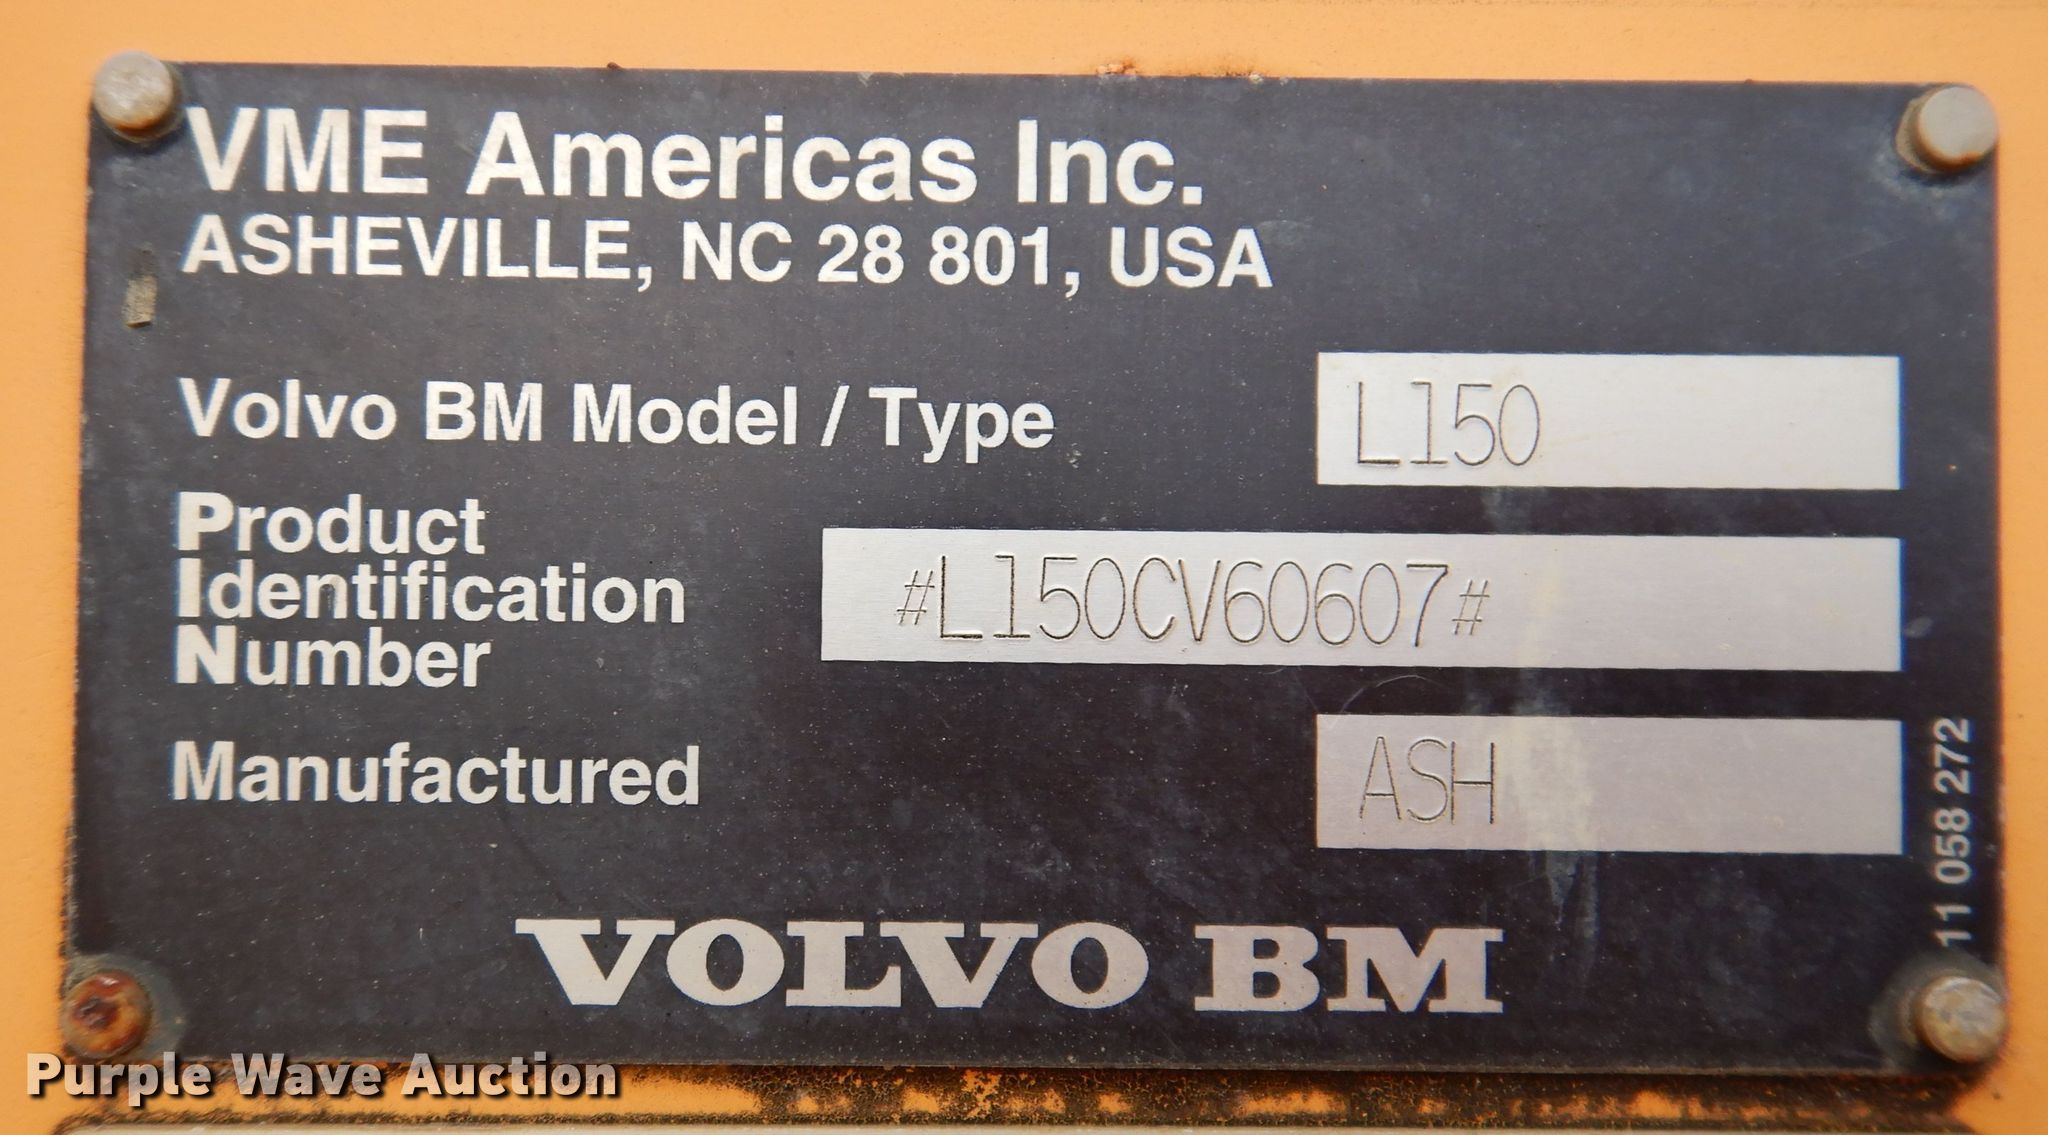 VME Americas Inc.
ASHEVILLE, NC 28 801, USA
Volvo BM Model / Type L150
Product
Identification
Number
#L150CV60607#
Manufactured ASH
VOLVO BM
11 058 272
Purple Wave Auction